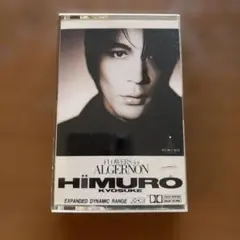 FLOWERS for
ALGERNON
HiMURO
KYOSUKE
EXPANDED DYNAMIC RANGE